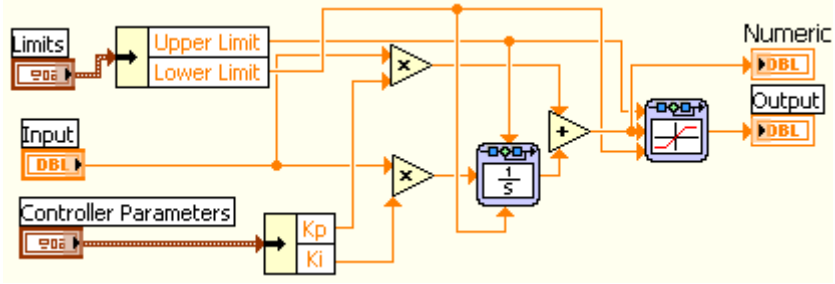 Limits
Upper Limit
Lower Limit
Numeric
DBL
Output
DBL
Input
DBL
×
×
+
1
S
Controller Parameters
Kp
Ki